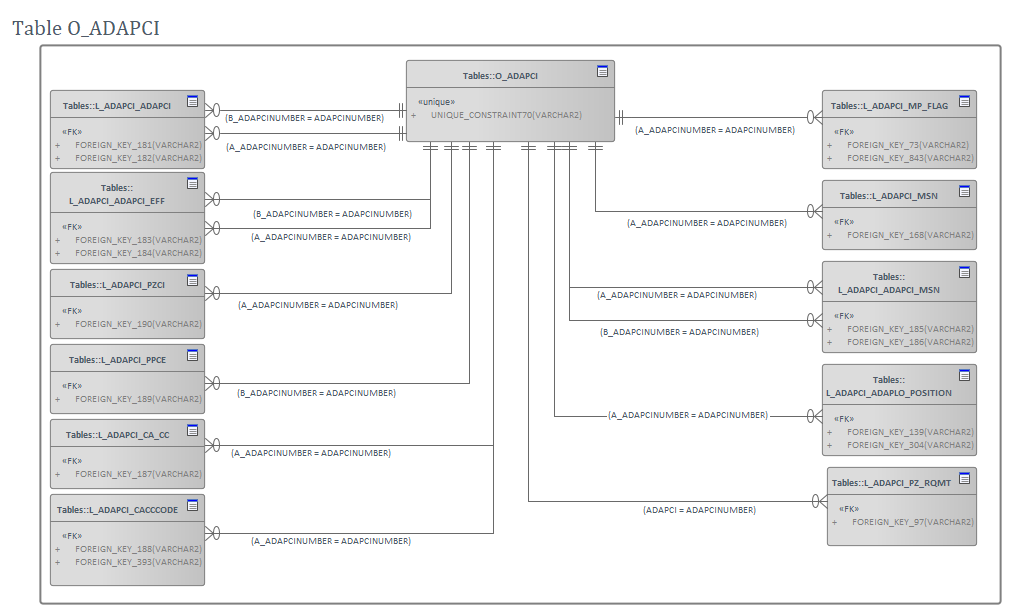 Table O_ADAPCI
Tables::O_ADAPCI
«unique»
+ UNIQUE_CONSTRAINT70(VARCHAR2)
Tables::L_ADAPCI_ADAPCI
«FK»
+ FOREIGN_KEY_181(VARCHAR2)
+ FOREIGN_KEY_182(VARCHAR2)
(B_ADAPCINUMBER = ADAPCINUMBER)
(A_ADAPCINUMBER = ADAPCINUMBER)
Tables::
L_ADAPCI_ADAPCI_EFF
«FK»
+ FOREIGN_KEY_183(VARCHAR2)
+ FOREIGN_KEY_184(VARCHAR2)
(B_ADAPCINUMBER = ADAPCINUMBER)
(A_ADAPCINUMBER = ADAPCINUMBER)
Tables::L_ADAPCI_PZCI
«FK»
+ FOREIGN_KEY_190(VARCHAR2)
(A_ADAPCINUMBER = ADAPCINUMBER)
Tables::L_ADAPCI_PPCE
«FK»
+ FOREIGN_KEY_189(VARCHAR2)
(B_ADAPCINUMBER = ADAPCINUMBER)
Tables::L_ADAPCI_CA_CC
«FK»
+ FOREIGN_KEY_187(VARCHAR2)
(A_ADAPCINUMBER = ADAPCINUMBER)
Tables::L_ADAPCI_CACCCODE
«FK»
+ FOREIGN_KEY_188(VARCHAR2)
+ FOREIGN_KEY_393(VARCHAR2)
(A_ADAPCINUMBER = ADAPCINUMBER)
Tables::L_ADAPCI_MP_FLAG
«FK»
+ FOREIGN_KEY_73(VARCHAR2)
+ FOREIGN_KEY_843(VARCHAR2)
(A_ADAPCINUMBER = ADAPCINUMBER)
Tables::L_ADAPCI_MSN
«FK»
+ FOREIGN_KEY_168(VARCHAR2)
(A_ADAPCINUMBER = ADAPCINUMBER)
Tables::
L_ADAPCI_ADAPCI_MSN
«FK»
+ FOREIGN_KEY_185(VARCHAR2)
+ FOREIGN_KEY_186(VARCHAR2)
(A_ADAPCINUMBER = ADAPCINUMBER)
(B_ADAPCINUMBER = ADAPCINUMBER)
Tables::
L_ADAPCI_ADAPLO_POSITION
«FK»
+ FOREIGN_KEY_139(VARCHAR2)
+ FOREIGN_KEY_304(VARCHAR2)
(A_ADAPCINUMBER = ADAPCINUMBER)
Tables::L_ADAPCI_PZ_RQMT
«FK»
+ FOREIGN_KEY_97(VARCHAR2)
(ADAPCI = ADAPCINUMBER)